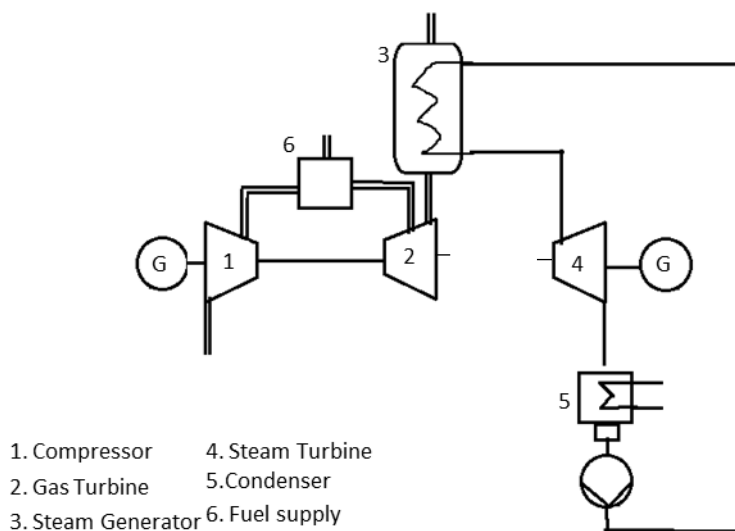 3
6
G
1
2
4
G
5
1. Compressor
2. Gas Turbine
3. Steam Generator
4. Steam Turbine
5.Condenser
6. Fuel supply